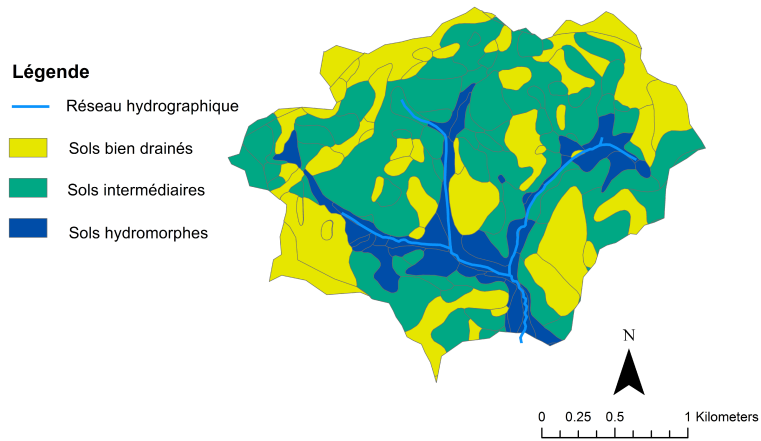 Légende
Réseau hydrographique
Sols bien drainés
Sols intermédiaires
Sols hydromorphes
N
0 0.25 0.5 1 Kilometers